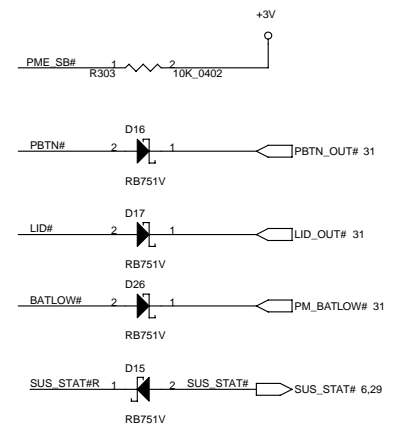 +3V
PME_SB# 1 2
R303 10K_0402
D16
PBTN# 2 1 PBTN_OUT# 31
RB751V
D17
LID# 2 1 LID_OUT# 31
RB751V
D26
BATLOW# 2 1 PM_BATLOW# 31
RB751V
D15
SUS_STAT#R 1 2 SUS_STAT# SUS_STAT# 6,29
RB751V